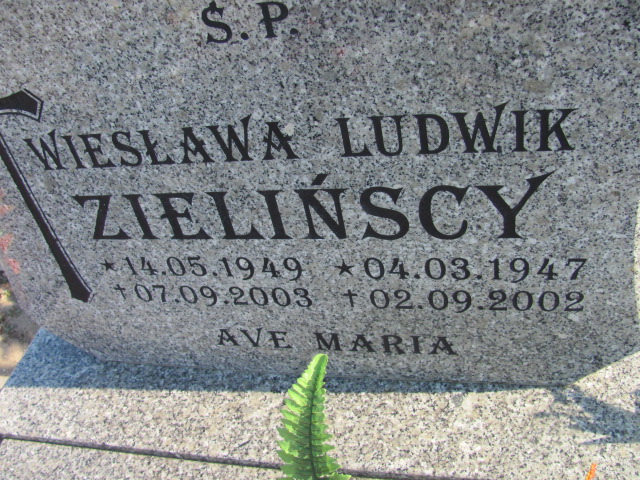 Ś.P.
WIESŁAWA LUDWIK
ZIELIŃSCY
★14.05.1949 ★04.03.1947
†07.09.2003 †02.09.2002
AVE MARIA